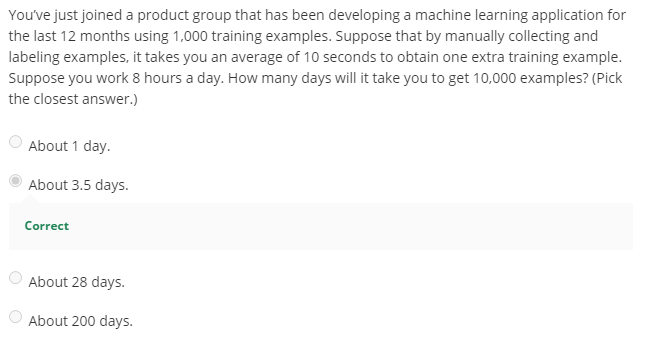 You've just joined a product group that has been developing a machine learning application for
the last 12 months using 1,000 training examples. Suppose that by manually collecting and
labeling examples, it takes you an average of 10 seconds to obtain one extra training example.
Suppose you work 8 hours a day. How many days will it take you to get 10,000 examples? (Pick
the closest answer.)
About 1 day.
About 3.5 days.
Correct
About 28 days.
About 200 days.